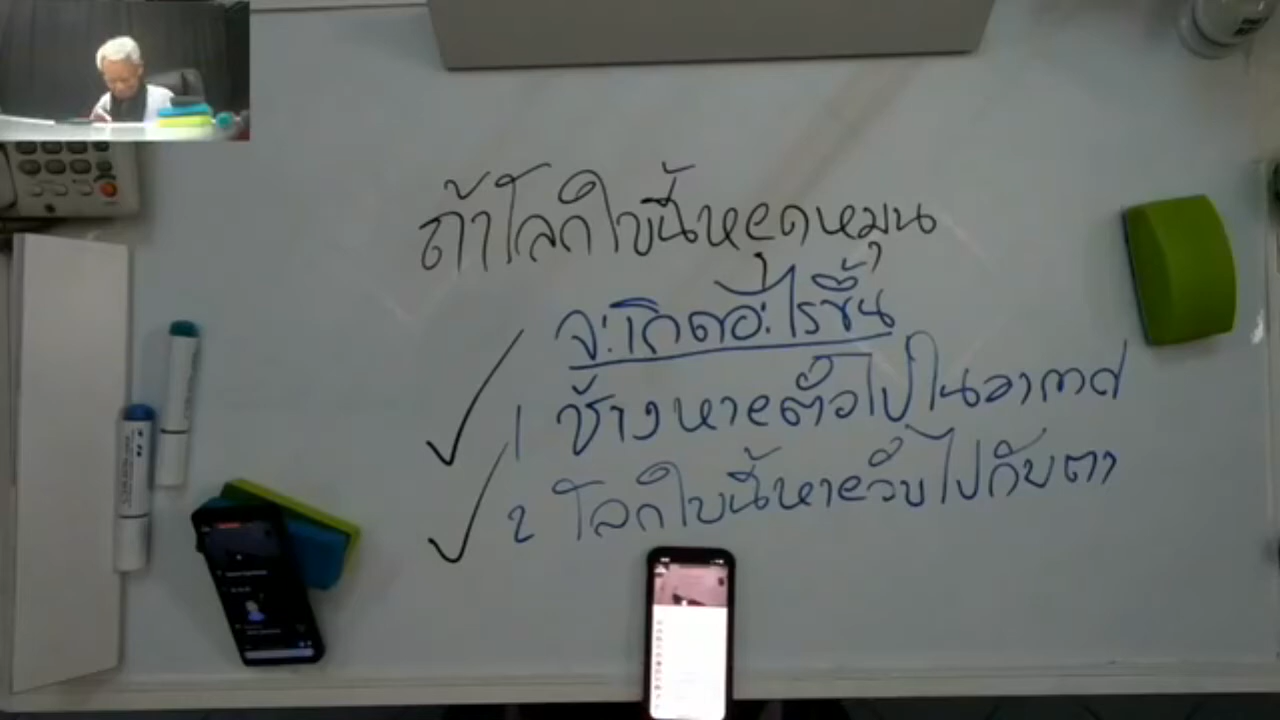 ถ้าโลกใบนี้หยุดหมุน
จะเกิดอะไรขึ้น
1 ช้างหายตัวไปในอากาศ
2 โลกใบนี้หายวับไปกับตา